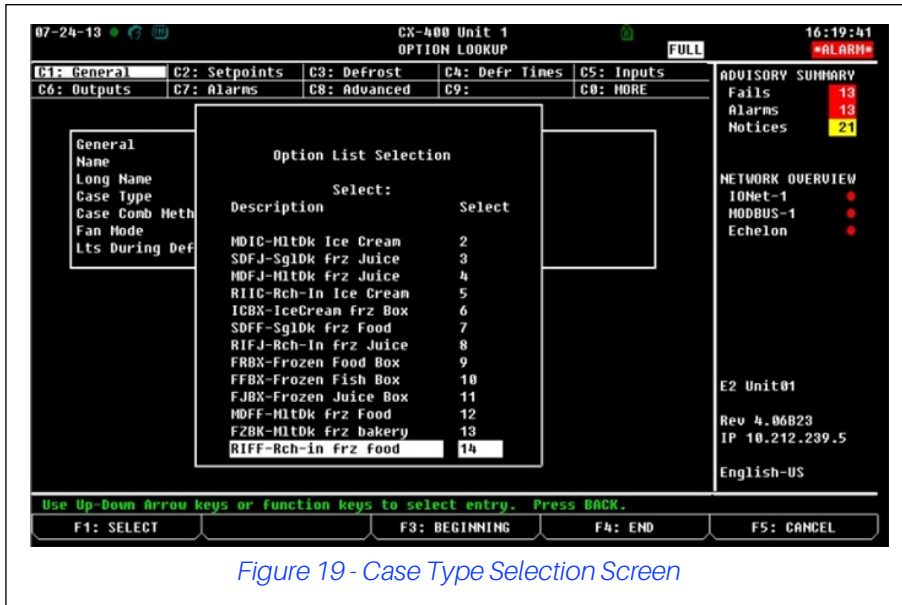 07-24-13 CX-400 Unit 1 16:19:41
OPTION LOOKUP FULL *ALARM*
C1: General C2: Setpoints C3: Defrost C4: Defr Times C5: Inputs
C6: Outputs C7: Alarms C8: Advanced C9: C0: MORE
ADVISORY SUMMARY
Fails 13
Alarms 13
Notices 21
NETWORK OVERVIEW
IONet-1
MODBUS-1
Echelon
General
Name
Long Name
Case Type
Case Comb Meth
Fan Mode
Lts During Def
Option List Selection
Select:
Description Select
MDIC-MltDk Ice Cream 2
SDFJ-SglDk frz Juice 3
MDFJ-MltDk frz Juice 4
RIIC-Rch-In Ice Cream 5
ICBX-IceCream frz Box 6
SDFF-SglDk frz Food 7
RIFJ-Rch-In frz Juice 8
FRBX-Frozen Food Box 9
FFBX-Frozen Fish Box 10
FJBX-Frozen Juice Box 11
MDFF-MltDk frz Food 12
FZBK-MltDk frz bakery 13
RIFF-Rch-in frz food 14
E2 Unit01
Rev 4.06B23
IP 10.212.239.5
English-US
Use Up-Down Arrow keys or function keys to select entry. Press BACK.
F1: SELECT F3: BEGINNING F4: END F5: CANCEL
Figure 19 - Case Type Selection Screen